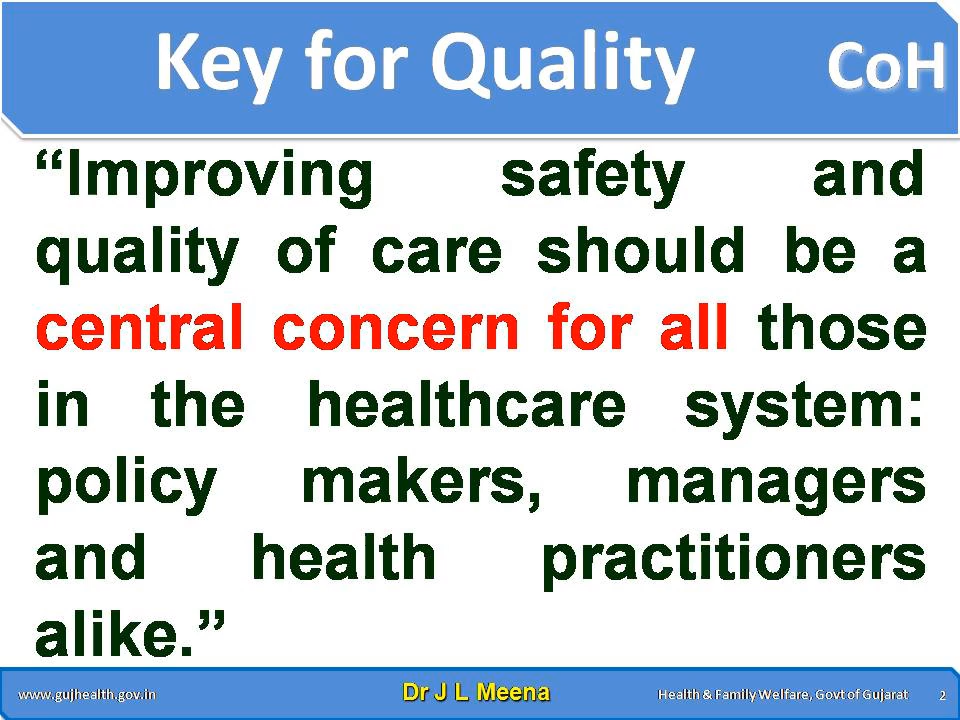 Key for Quality CoH
“Improving safety and
quality of care should be a
central concern for all those
in the healthcare system:
policy makers, managers
and health practitioners
alike.”
www.gujhealth.gov.in Dr J L Meena Health & Family Welfare, Govt of Gujarat 2